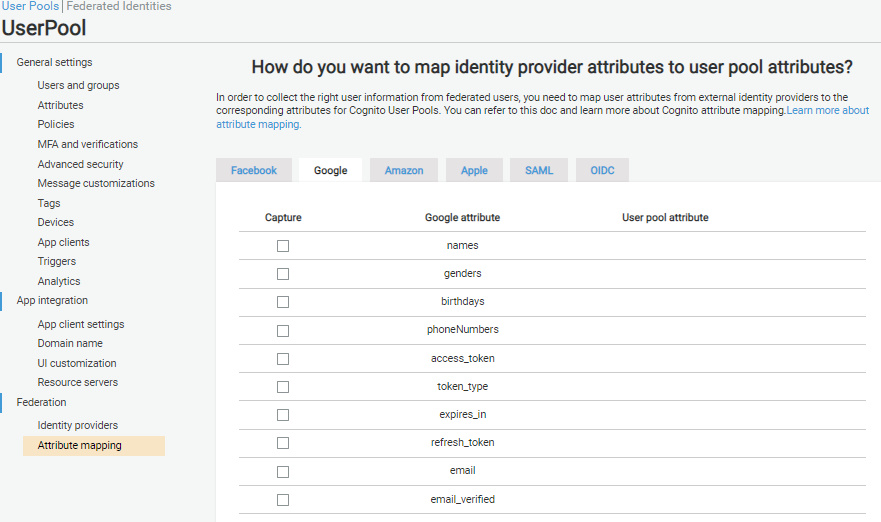 User Pools | Federated Identities
UserPool
General settings
Users and groups
Attributes
Policies
MFA and verifications
Advanced security
Message customizations
Tags
Devices
App clients
Triggers
Analytics
App integration
App client settings
Domain name
UI customization
Resource servers
Federation
Identity providers
Attribute mapping
How do you want to map identity provider attributes to user pool attributes?
In order to collect the right user information from federated users, you need to map user attributes from external identity providers to the
corresponding attributes for Cognito User Pools. You can refer to this doc and learn more about Cognito attribute mapping.Learn more about
attribute mapping.
Facebook Google Amazon Apple SAML OIDC
Capture Google attribute User pool attribute
names
genders
birthdays
phoneNumbers
access_token
token_type
expires_in
refresh_token
email
email_verified